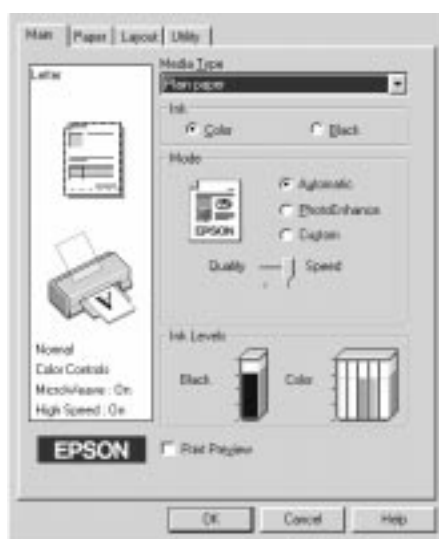 Main Paper Layout Utility
Letter
Media Type
Plain paper
Ink
Color Black
Mode
Automatic
PhotoEnhance
Custom
EPSON
Quality Speed
Normal
Color Controls
MicroWeave : On
High Speed : On
Ink Levels
Black Color
EPSON
Print Preview
OK Cancel Help